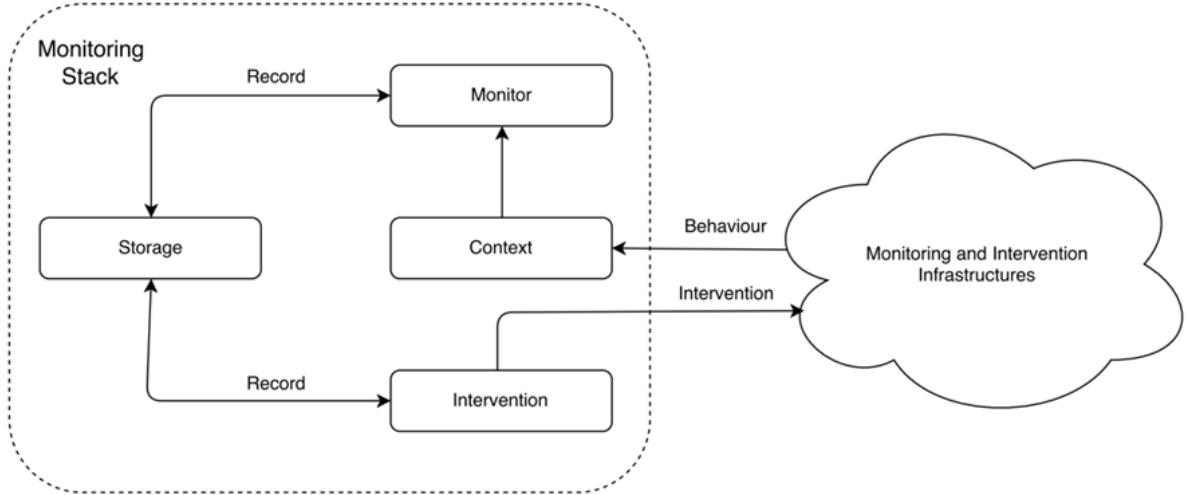 Monitoring
Stack
Record
Monitor
Storage
Context
Behaviour
Monitoring and Intervention
Infrastructures
Intervention
Record
Intervention